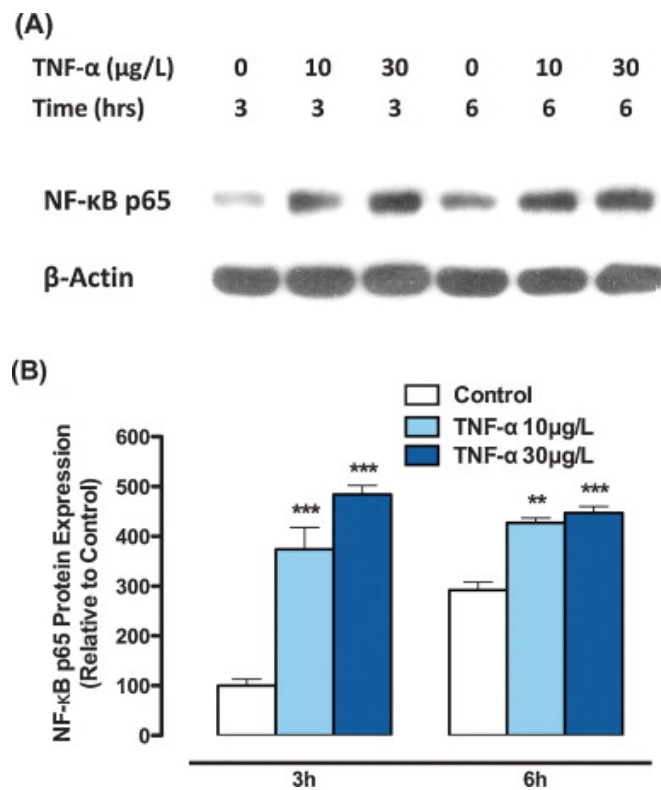 (A)
TNF-α (µg/L) 0 10 30 0 10 30
Time (hrs) 3 3 3 6 6 6
NF-κB p65
β-Actin
(B)
Control
TNF-α 10µg/L
TNF-α 30µg/L
NF-κB p65 Protein Expression
(Relative to Control)
600
500
400
300
200
100
0
*** *** ** ***
3h 6h